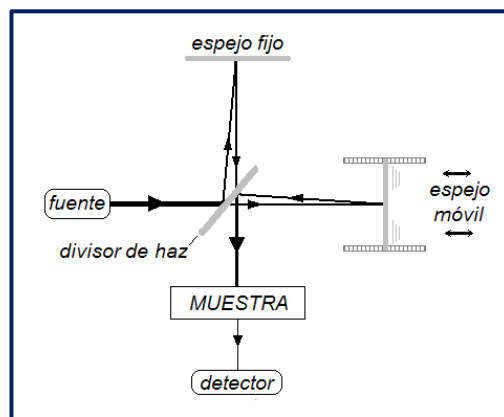 espejo fijo
fuente
espejo
móvil
divisor de haz
MUESTRA
detector